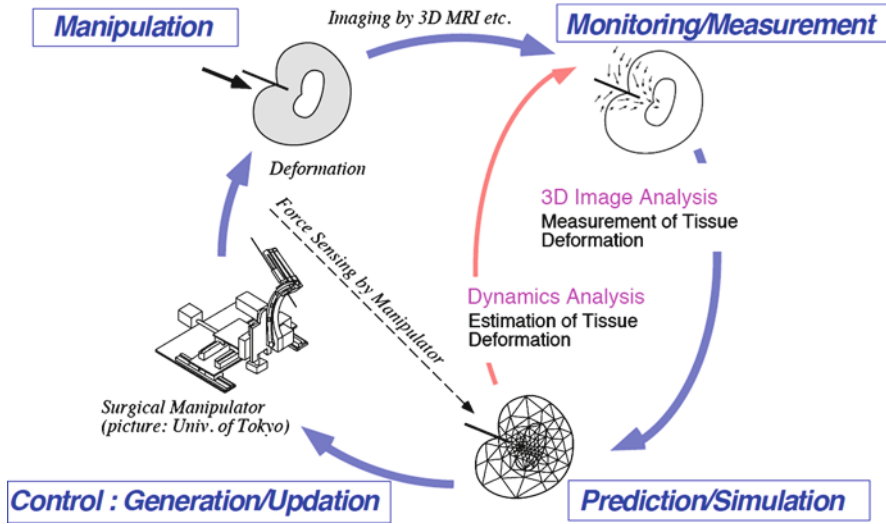 Manipulation
Imaging by 3D MRI etc.
Monitoring/Measurement
Deformation
Force Sensing by Manipulator
3D Image Analysis
Measurement of Tissue
Deformation
Dynamics Analysis
Estimation of Tissue
Deformation
Surgical Manipulator
(picture: Univ. of Tokyo)
Control : Generation/Updation
Prediction/Simulation